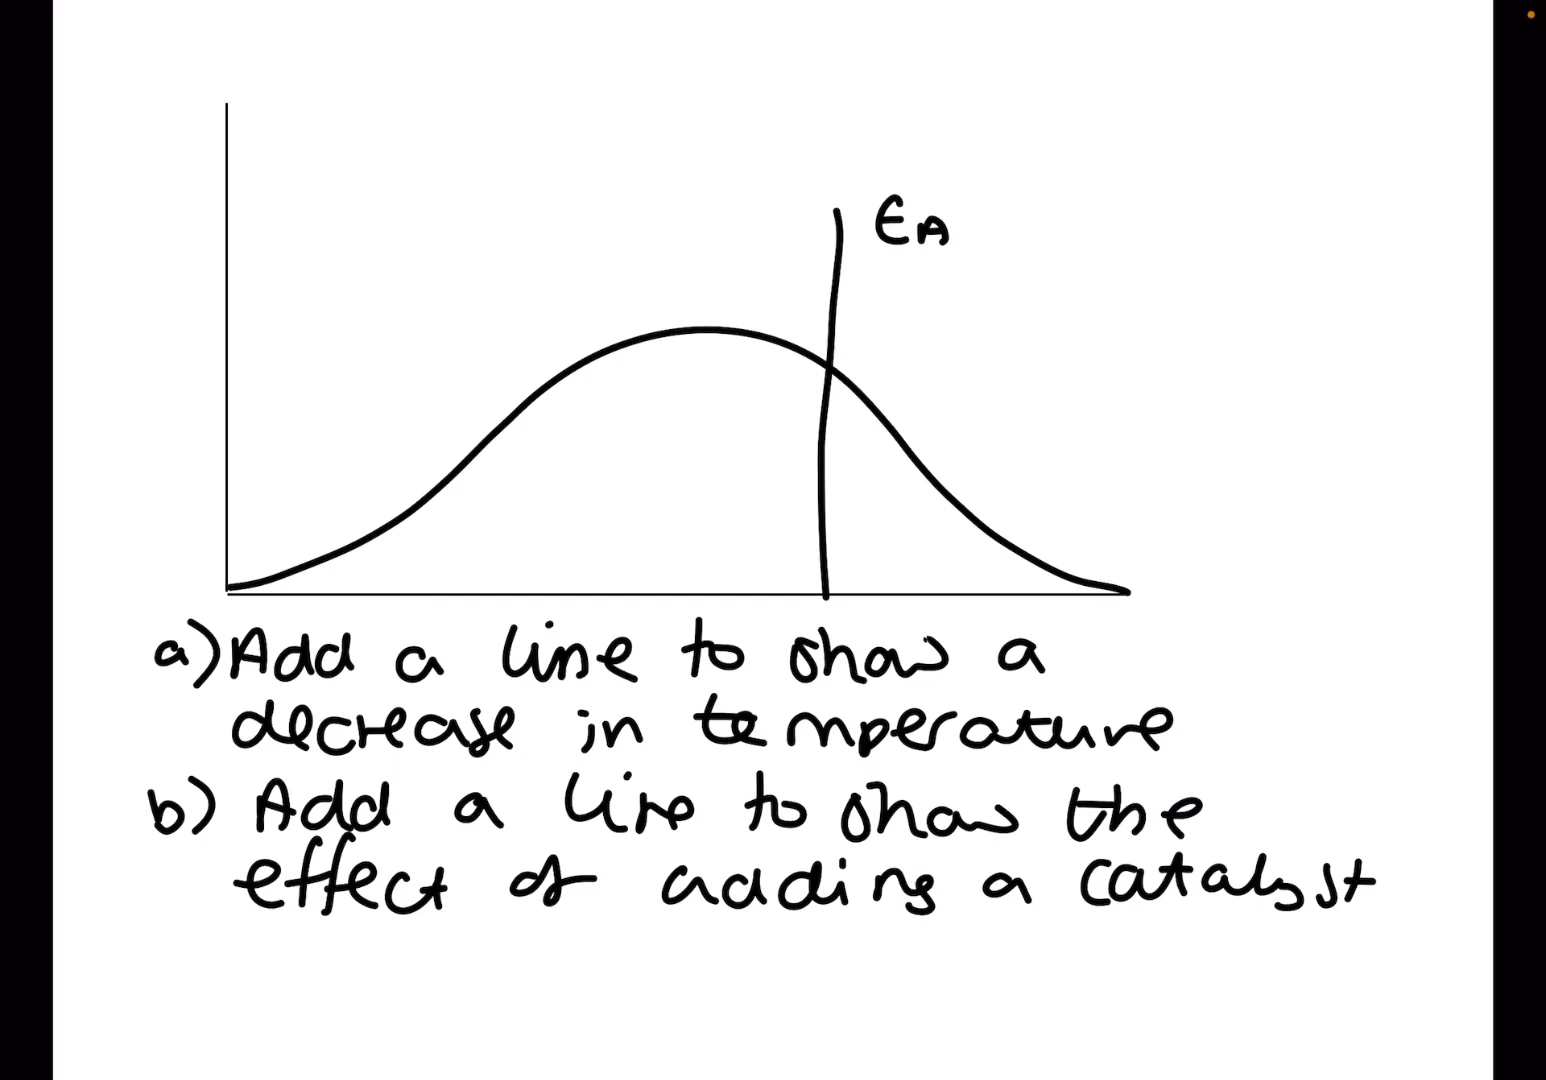 EA
a) Add a line to show a
decrease in temperature
b) Add a line to show the
effect of adding a catalyst